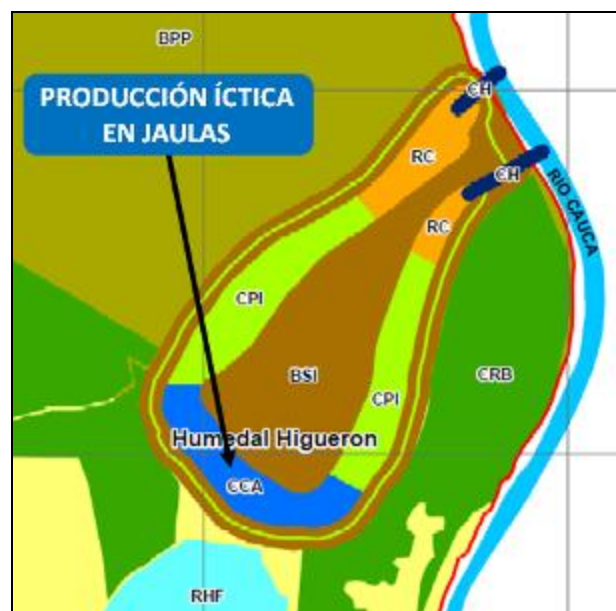 BPP
PRODUCCIÓN ÍCTICA
EN JAULAS
CH
RC
CH
RIO CAUCA
RC
CPI
BSI
CRB
CPI
Humedal Higueron
CCA
RHF